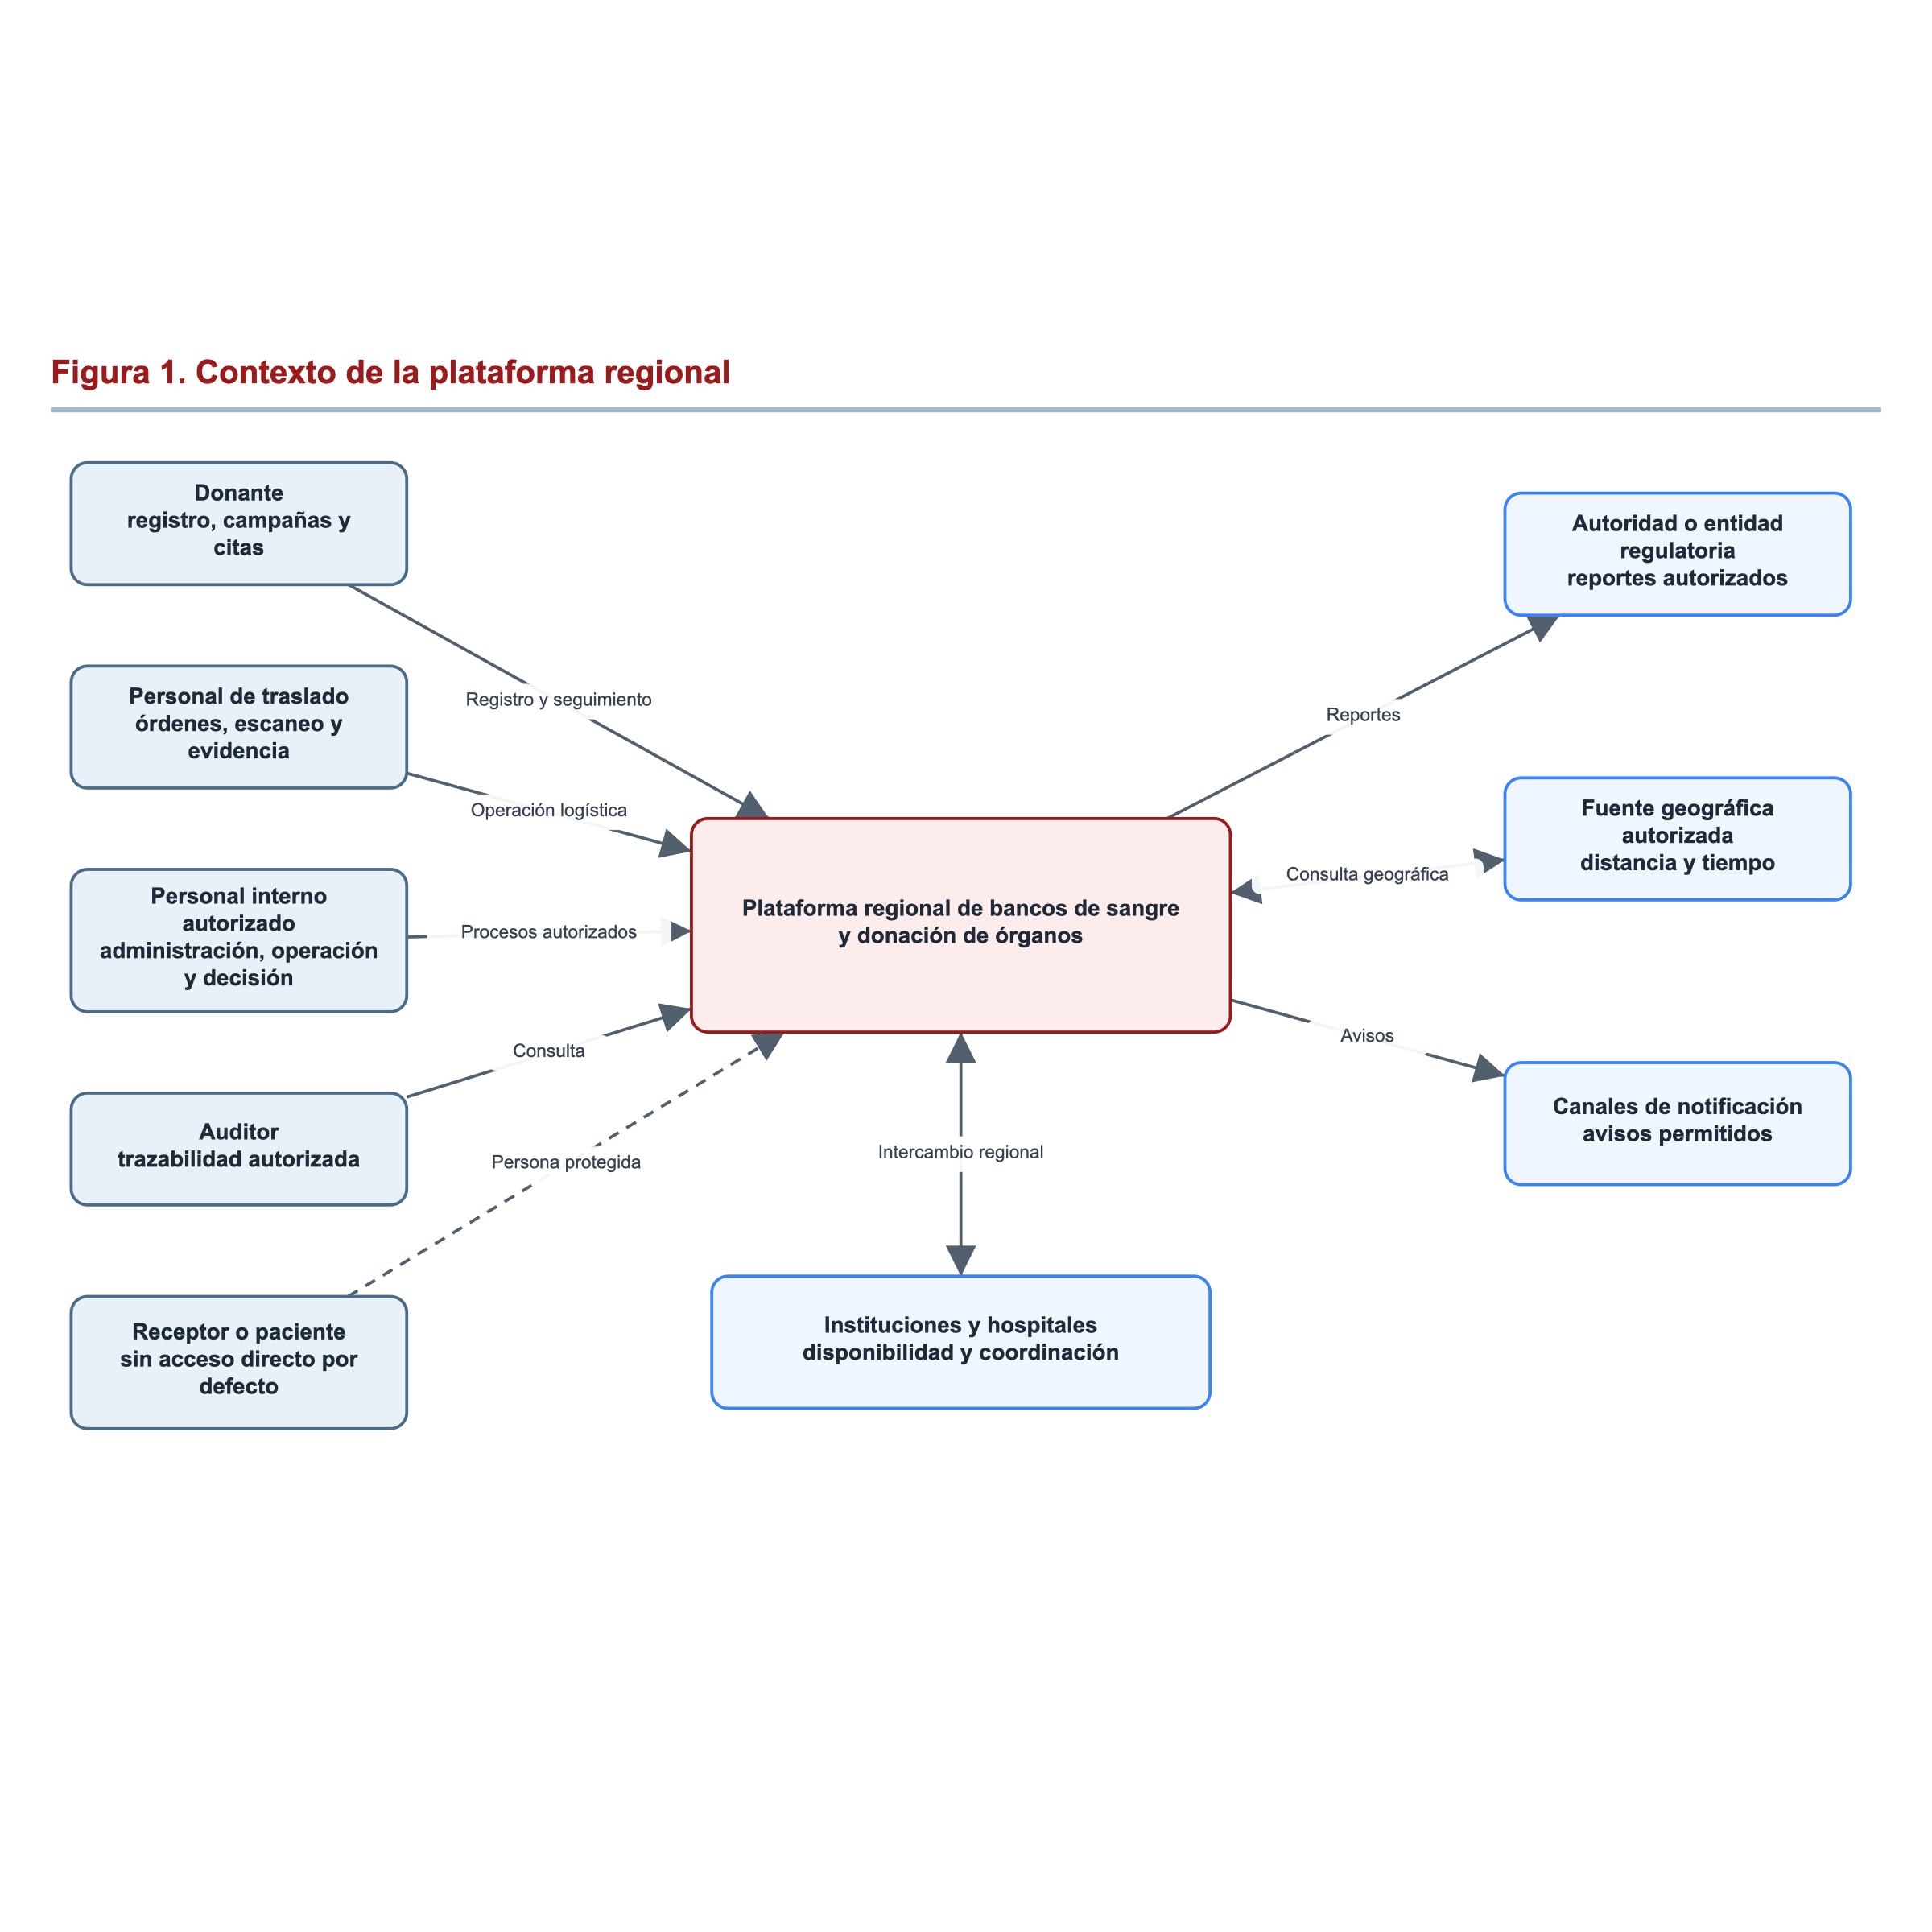 Figura 1. Contexto de la plataforma regional
Donante
registro, campañas y
citas
Autoridad o entidad
regulatoria
reportes autorizados
Personal de traslado
órdenes, escaneo y
evidencia
Registro y seguimiento
Reportes
Operación logística
Fuente geográfica
autorizada
distancia y tiempo
Consulta geográfica
Personal interno
autorizado
administración, operación
y decisión
Procesos autorizados
Plataforma regional de bancos de sangre
y donación de órganos
Avisos
Consulta
Canales de notificación
avisos permitidos
Auditor
trazabilidad autorizada
Persona protegida
Intercambio regional
Receptor o paciente
sin acceso directo por
defecto
Instituciones y hospitales
disponibilidad y coordinación